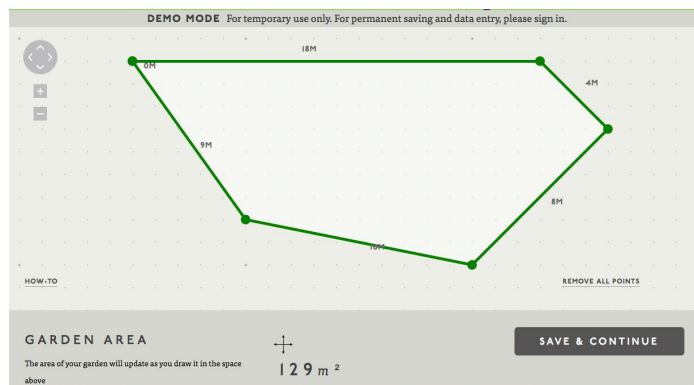 DEMO MODE For temporary use only. For permanent saving and data entry, please sign in.
18M
0M
4M
9M
8M
10M
HOW-TO
REMOVE ALL POINTS
GARDEN AREA
SAVE & CONTINUE
The area of your garden will update as you draw it in the space
above
129 m²